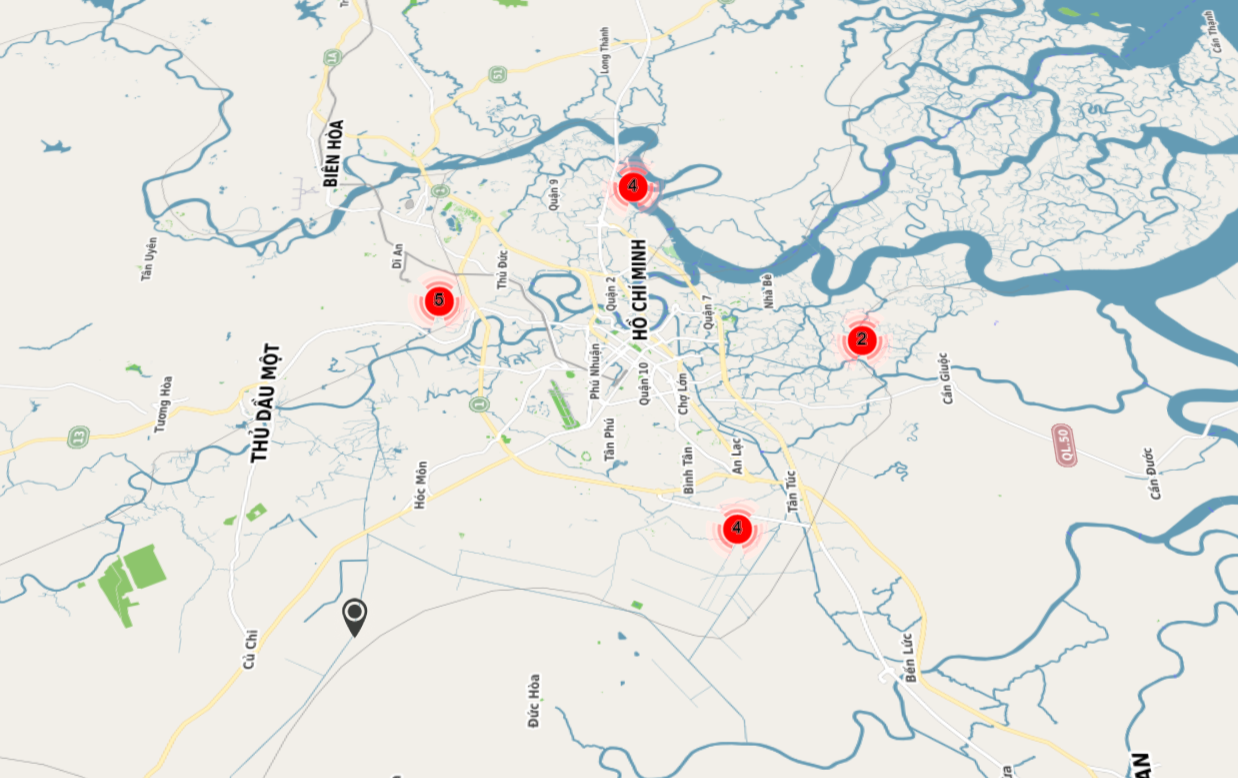 1A
51
Long Thành
Cần Thạnh
BIÊN HÒA
Quận 9
4
Tân Uyên
Dĩ An
Thủ Đức
HỒ CHÍ MINH
Quận 2
Quận 7
Nhà Bè
5
2
THỦ DẦU MỘT
Tương Hòa
Phú Nhuận
Quận 10
Chợ Lớn
Cần Giuộc
1
13
Tân Phú
An Lạc
Bình Tân
Hóc Môn
Tân Túc
QL.50
Cần Đước
4
Củ Chi
Bến Lức
Đức Hòa
AN